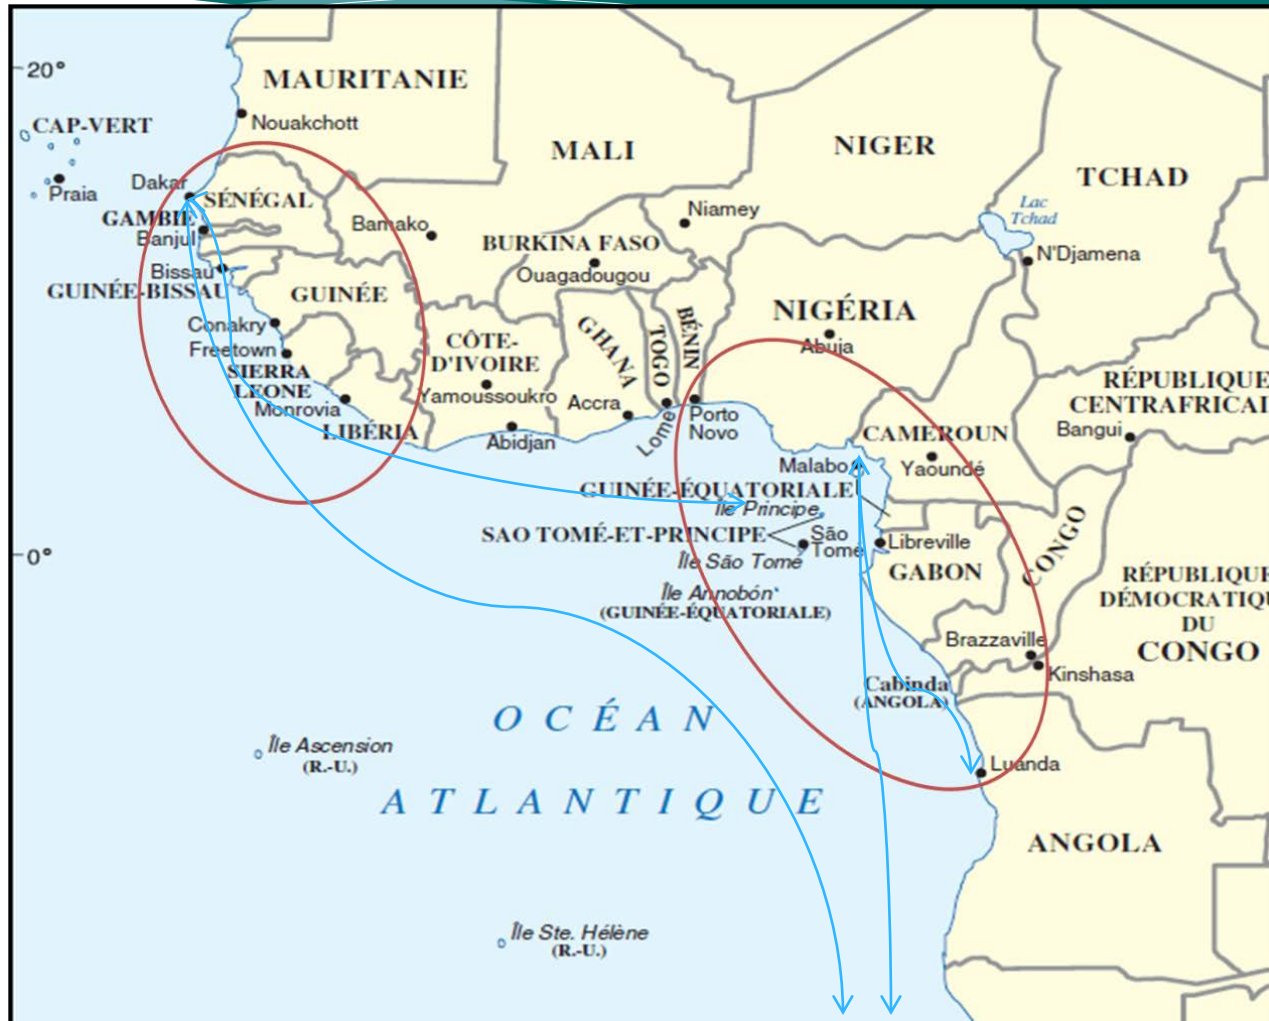 20°
MAURITANIE
Nouakchott
CAP-VERT
Praia
MALI
NIGER
TCHAD
Dakar
SÉNÉGAL
GAMBIE
Banjul
Bamako
Niamey
Lac
Tchad
N'Djamena
BURKINA FASO
Ouagadougou
Bissau
GUINÉE-BISSAU
GUINÉE
Conakry
Freetown
SIERRA
LEONE
Monrovia
LIBÉRIA
CÔTE-
D'IVOIRE
Yamoussoukro
Abidjan
GHANA
Accra
TOGO
Lomé
BÉNIN
Porto
Novo
NIGÉRIA
Abuja
RÉPUBLIQUE
CENTRAFRICAI
Bangui
CAMEROUN
Yaoundé
Malabo
GUINÉE-ÉQUATORIALE
Île Principe
SAO TOMÉ-ET-PRINCIPE
São
Tomé
Île São Tomé
Île Annobón
(GUINÉE-ÉQUATORIALE)
0°
Libreville
GABON
CONGO
RÉPUBLIQUE
DÉMOCRATIQU
DU
CONGO
Brazzaville
Kinshasa
Cabinda
(ANGOLA)
Luanda
ANGOLA
OCÉAN
ATLANTIQUE
Île Ascension
(R.-U.)
Île Ste. Hélène
(R.-U.)